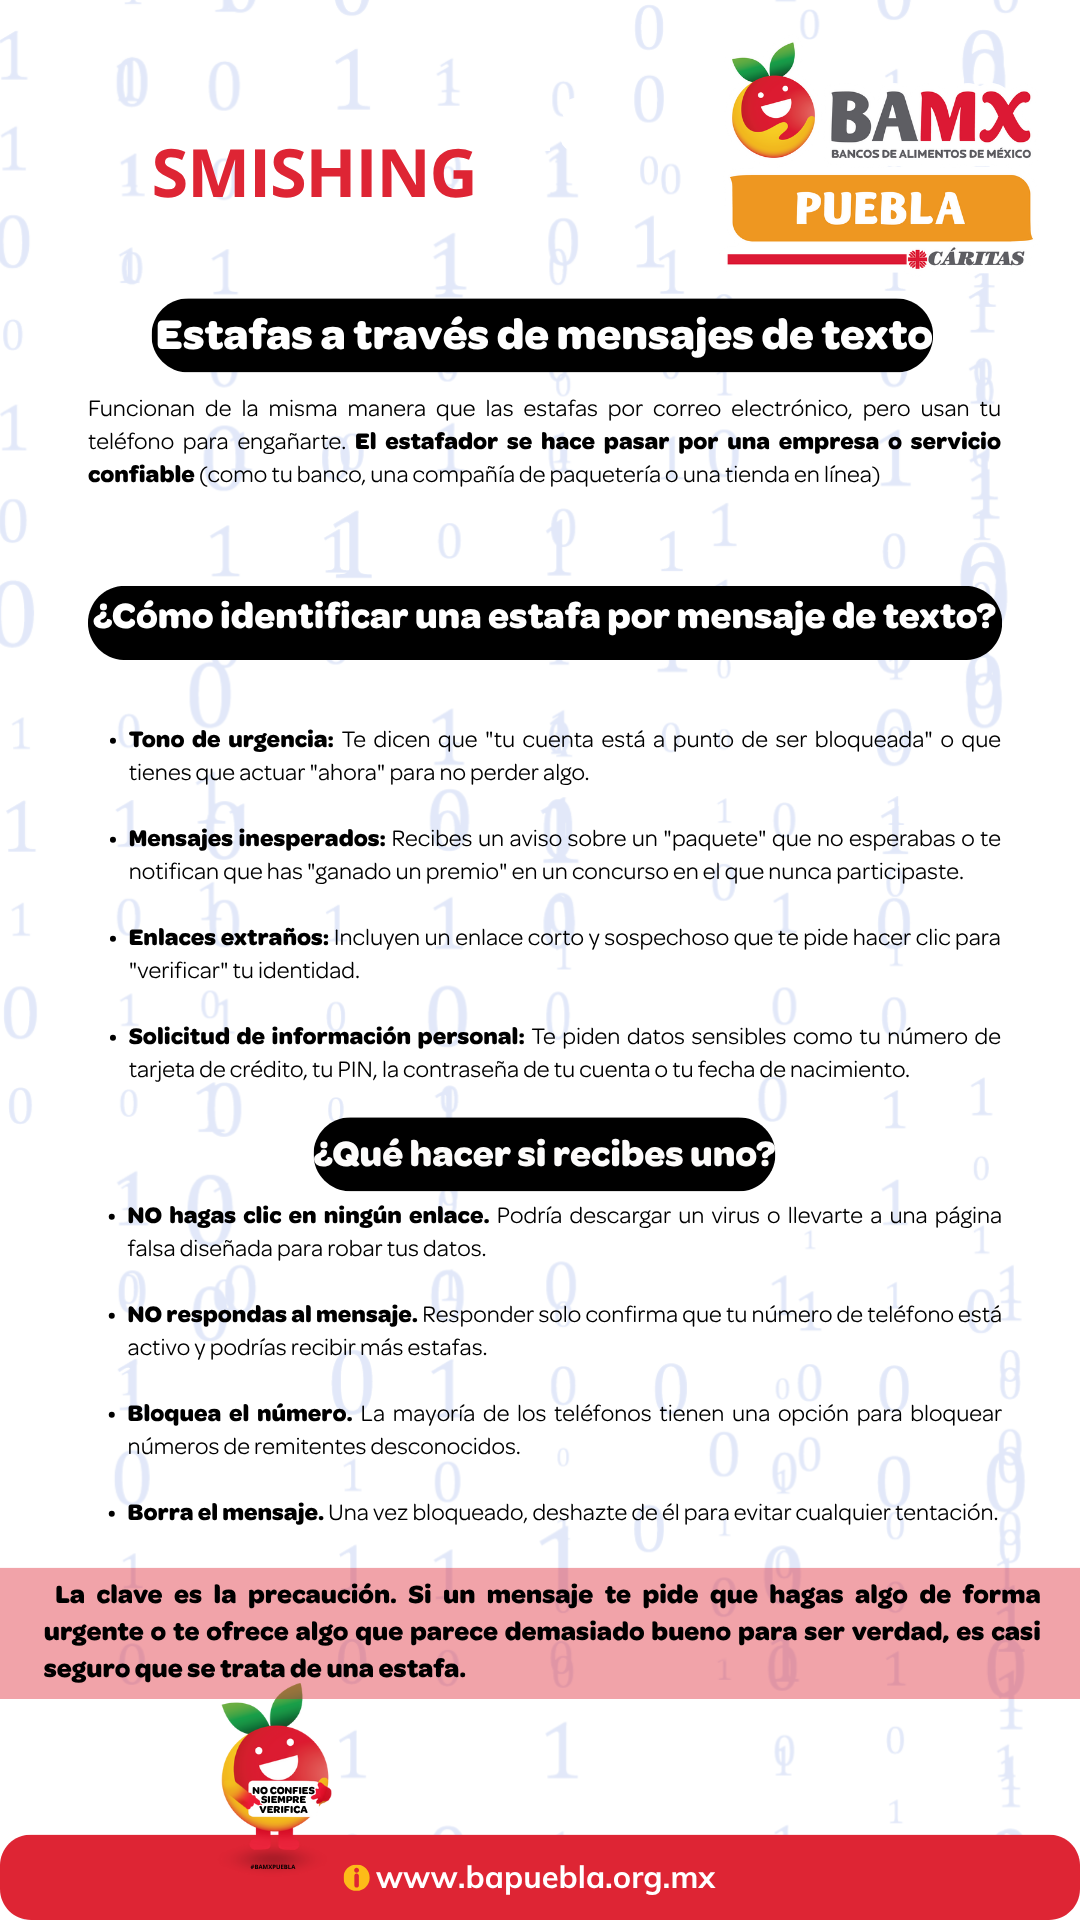 SMISHING
BAMX
BANCOS DE ALIMENTOS DE MÉXICO
PUEBLA
CÁRITAS
Estafas a través de mensajes de texto
Funcionan de la misma manera que las estafas por correo electrónico, pero usan tu
teléfono para engañarte. El estafador se hace pasar por una empresa o servicio
confiable (como tu banco, una compañía de paquetería o una tienda en línea)
¿Cómo identificar una estafa por mensaje de texto?
• Tono de urgencia: Te dicen que "tu cuenta está a punto de ser bloqueada" o que
tienes que actuar "ahora" para no perder algo.
• Mensajes inesperados: Recibes un aviso sobre un "paquete" que no esperabas o te
notifican que has "ganado un premio" en un concurso en el que nunca participaste.
• Enlaces extraños: Incluyen un enlace corto y sospechoso que te pide hacer clic para
"verificar" tu identidad.
• Solicitud de información personal: Te piden datos sensibles como tu número de
tarjeta de crédito, tu PIN, la contraseña de tu cuenta o tu fecha de nacimiento.
¿Qué hacer si recibes uno?
• NO hagas clic en ningún enlace. Podría descargar un virus o llevarte a una página
falsa diseñada para robar tus datos.
• NO respondas al mensaje. Responder solo confirma que tu número de teléfono está
activo y podrías recibir más estafas.
• Bloquea el número. La mayoría de los teléfonos tienen una opción para bloquear
números de remitentes desconocidos.
• Borra el mensaje. Una vez bloqueado, deshazte de él para evitar cualquier tentación.
La clave es la precaución. Si un mensaje te pide que hagas algo de forma
urgente o te ofrece algo que parece demasiado bueno para ser verdad, es casi
seguro que se trata de una estafa.
NO CONFIES
SIEMPRE
VERIFICA
#BAMXPUEBLA
www.bapuebla.org.mx